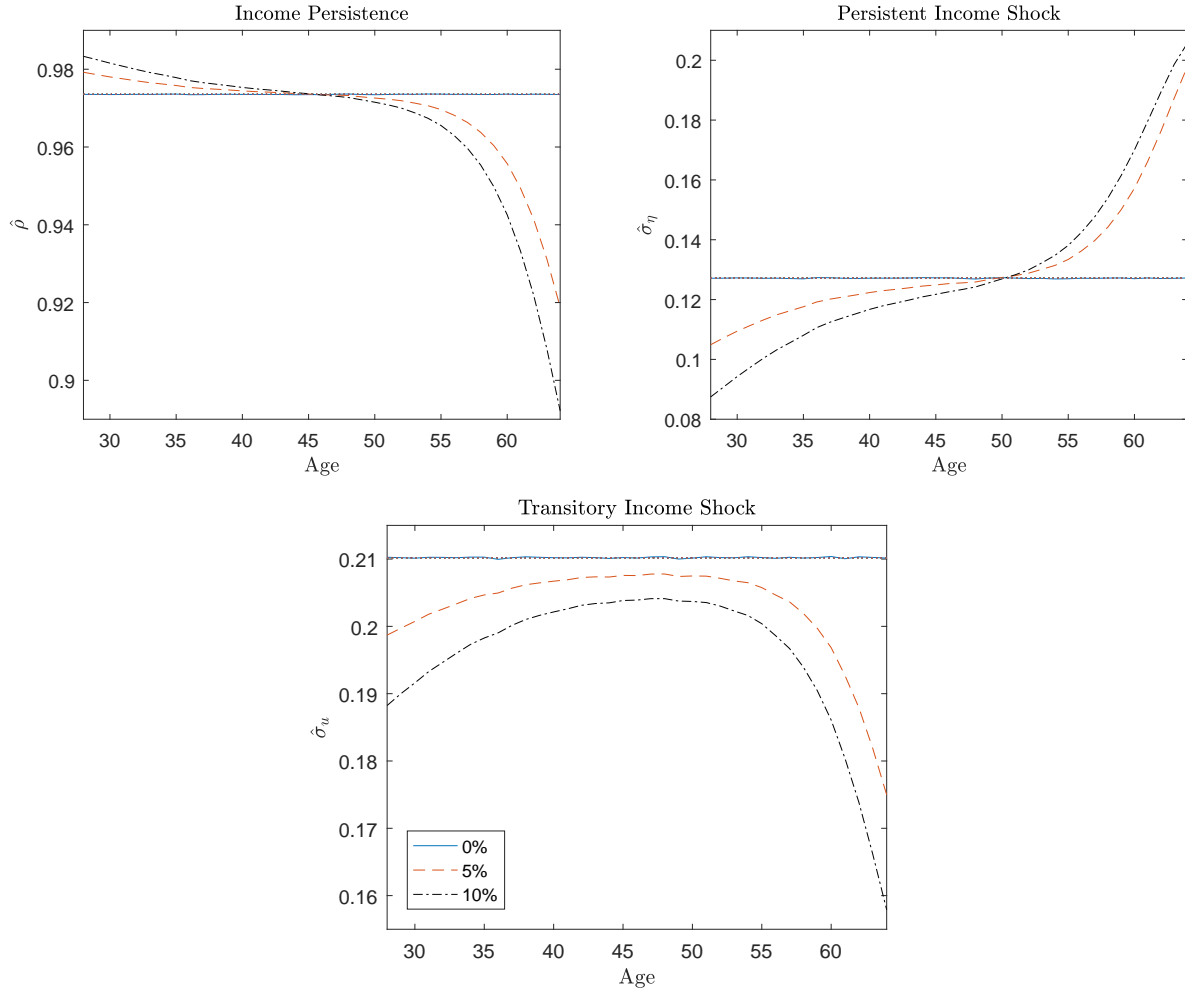 Income Persistence
0.98
0.96
0.94
0.92
0.9
ρ̂
30 35 40 45 50 55 60
Age
Persistent Income Shock
0.2
0.18
0.16
0.14
0.12
0.1
0.08
σ̂η
30 35 40 45 50 55 60
Age
Transitory Income Shock
0.21
0.2
0.19
0.18
0.17
0.16
σ̂u
0%
5%
10%
30 35 40 45 50 55 60
Age